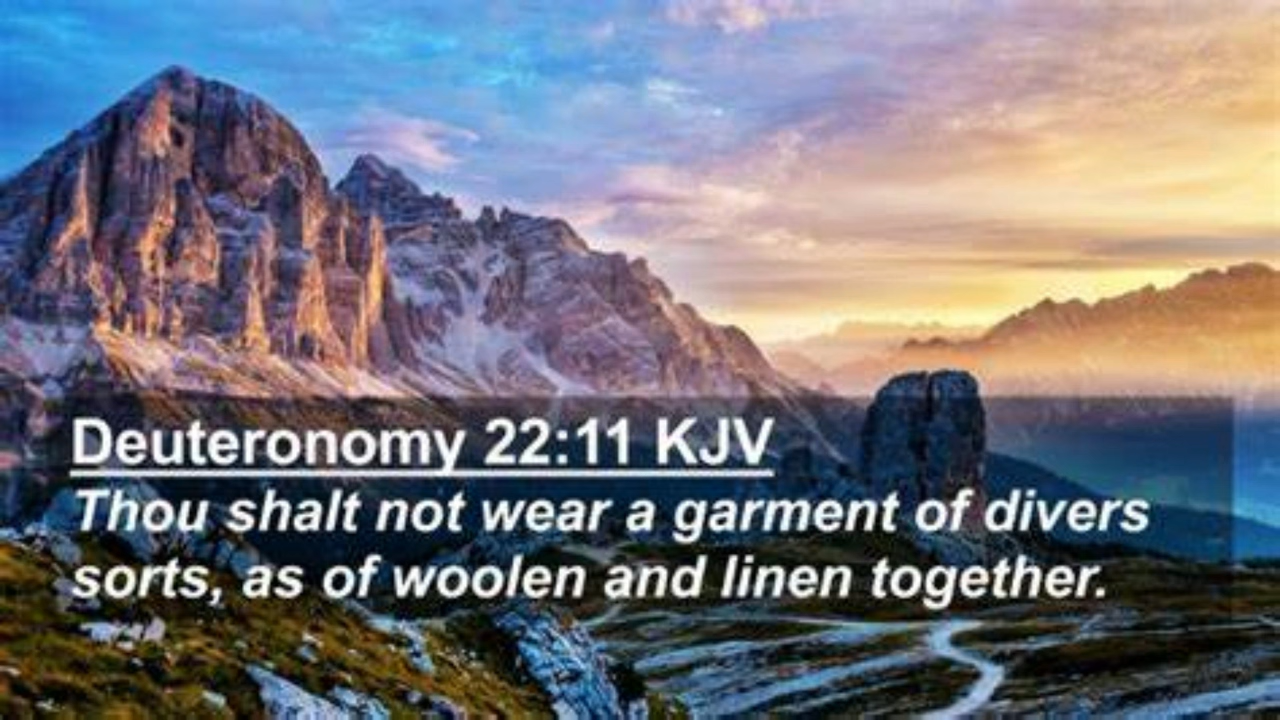 Deuteronomy 22:11 KJV
Thou shalt not wear a garment of divers
sorts, as of woolen and linen together.